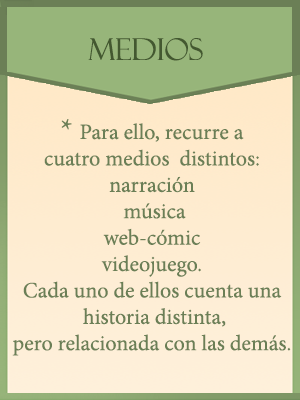 MEDIOS
* Para ello, recurre a
cuatro medios distintos:
narración
música
web-cómic
videojuego.
Cada uno de ellos cuenta una
historia distinta,
pero relacionada con las demás.